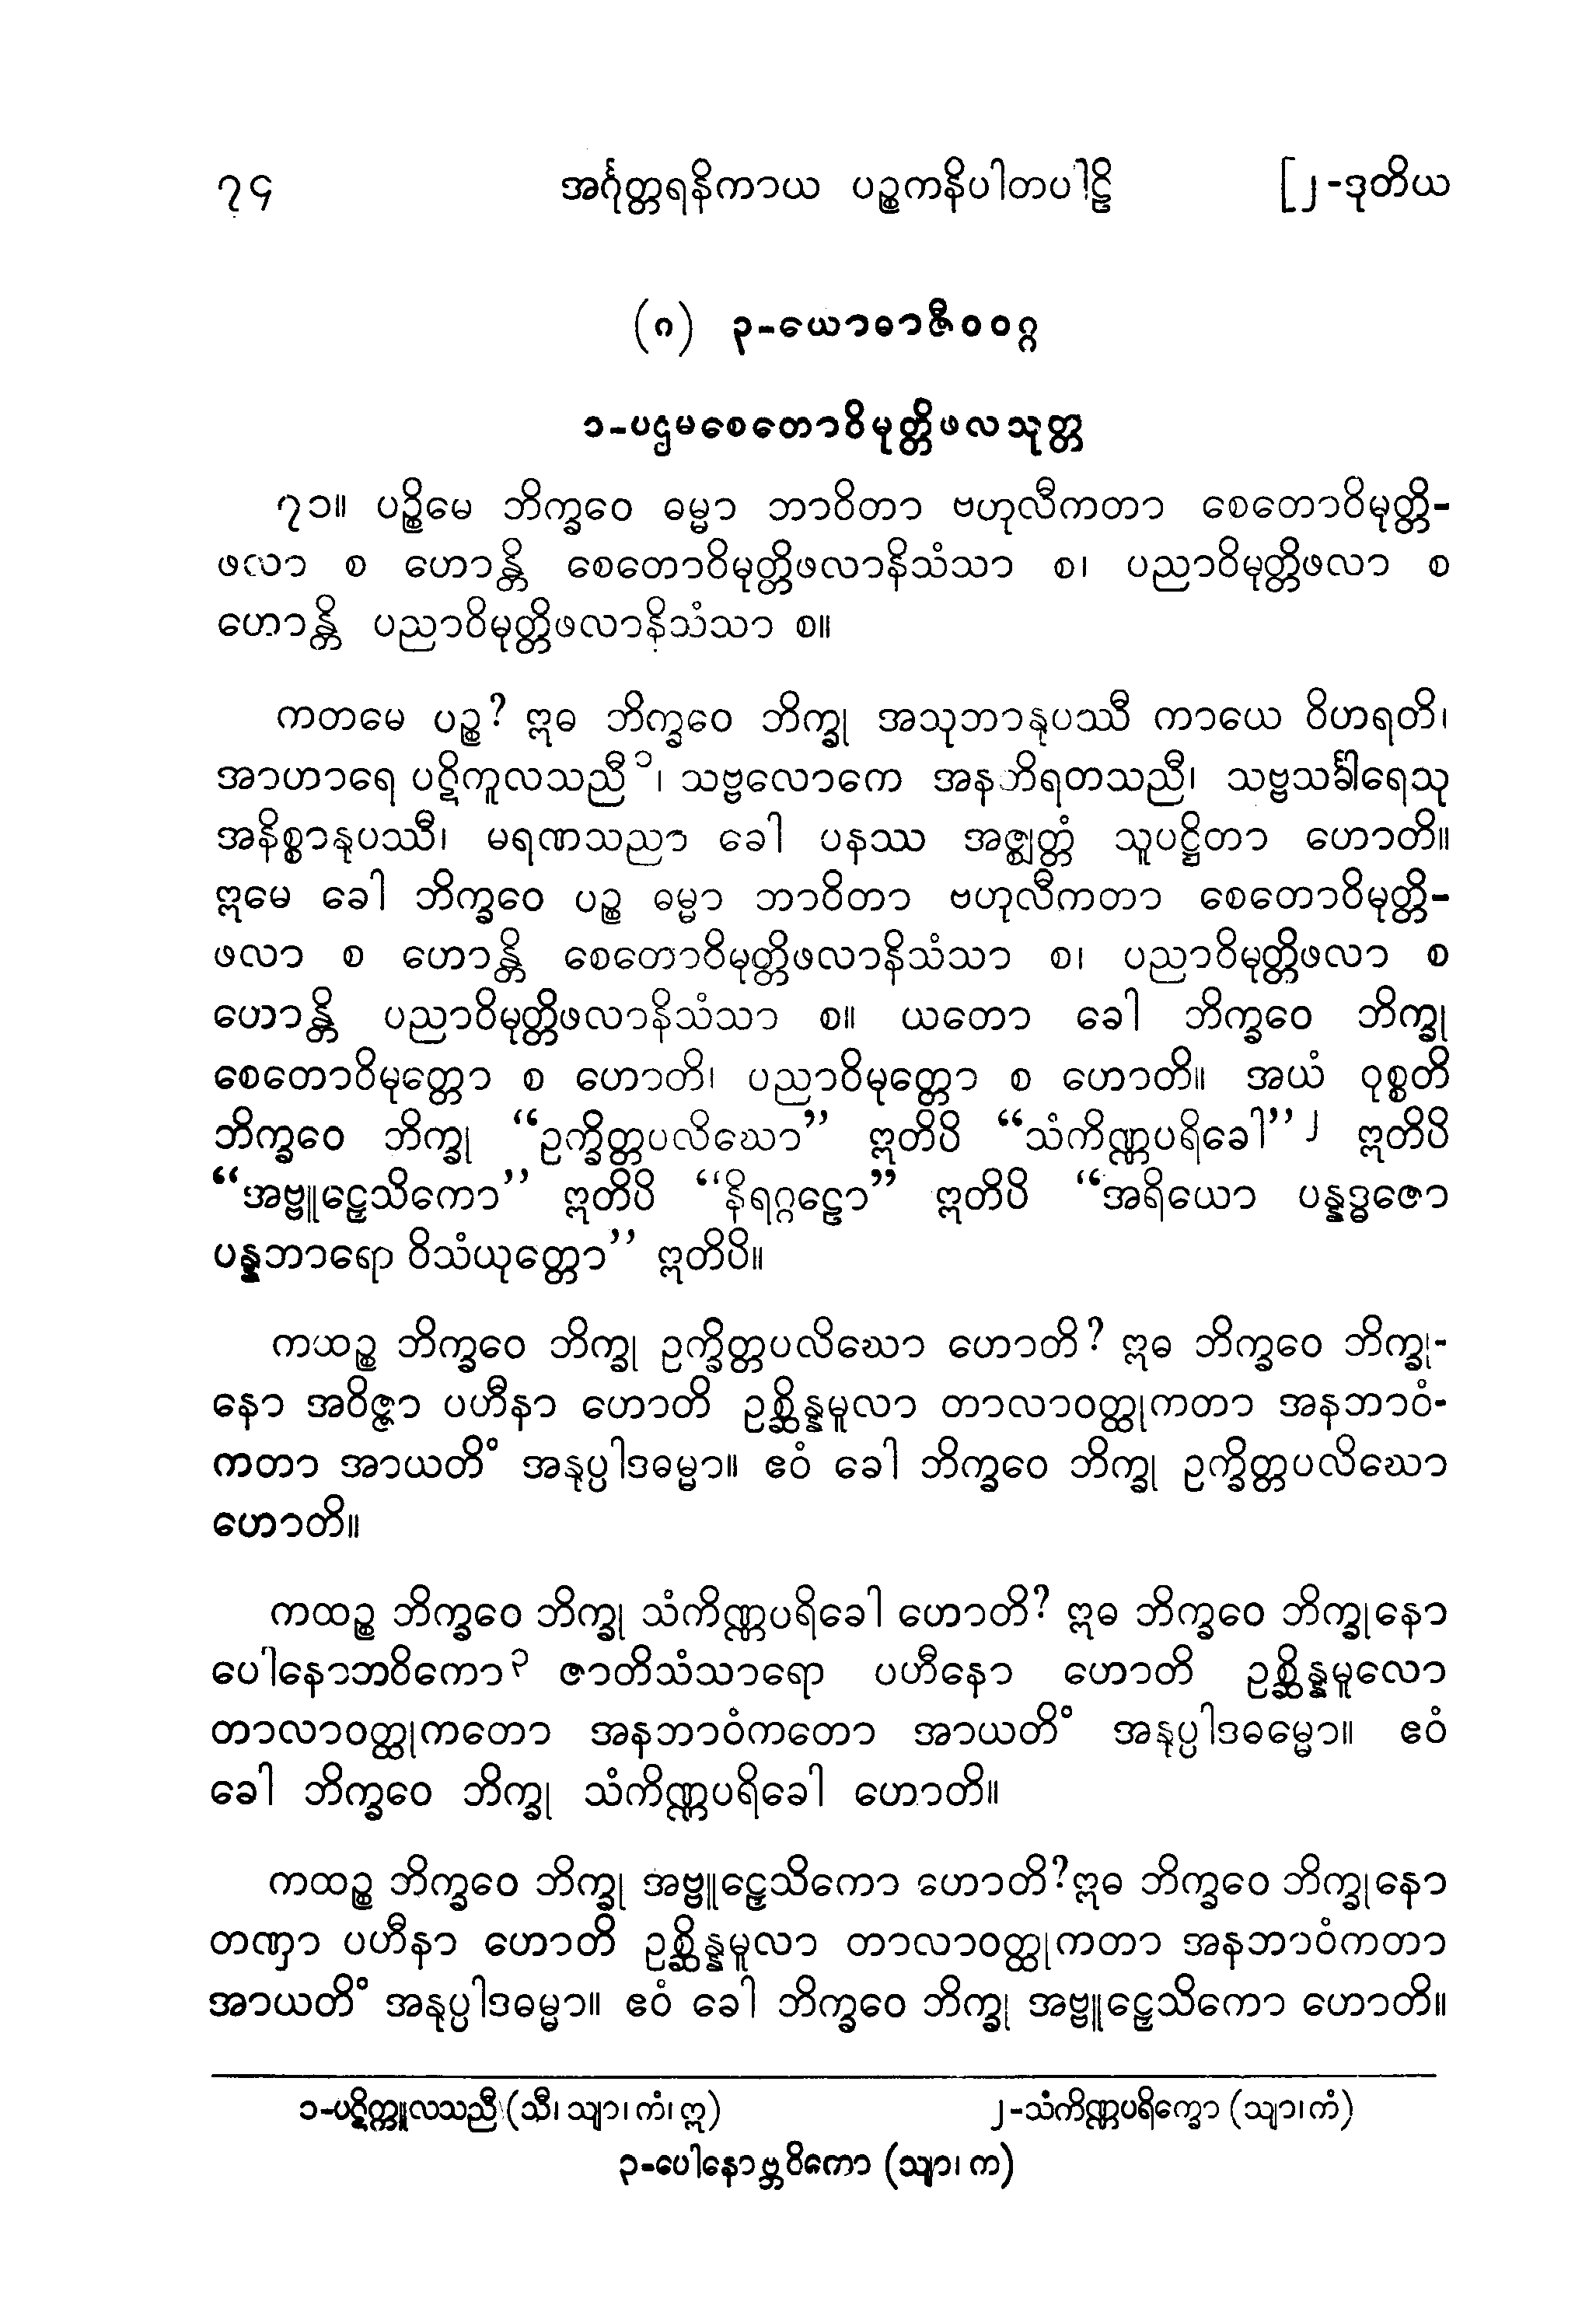 ၇၄ အင်္ဂုတ္တရနိကာယ ပဉ္စကနိပါတပါဠိ [၂-ဒုတိယ
(၈) ၃-ယောဓာဇီဝဝဂ္ဂ
၁-ပဌမစေတောဝိမုတ္တိဖလသုတ္တ
၇၁။ ပဉ္စိမေ ဘိက္ခဝေ ဓမ္မာ ဘာဝိတာ ဗဟုလီကတာ စေတောဝိမုတ္တိ-
ဖလာ စ ဟောန္တိ စေတောဝိမုတ္တိဖလာနိသံသာ စ၊ ပညာဝိမုတ္တိဖလာ စ
ဟောန္တိ ပညာဝိမုတ္တိဖလာနိသံသာ စ။
ကတမေ ပဉ္စ? ဣဓ ဘိက္ခဝေ ဘိက္ခု အသုဘာနုပဿီ ကာယေ ဝိဟရတိ၊
အာဟာရေ ပဋိကူလသညီ၁၊ သဗ္ဗလောကေ အနဘိရတသညီ၊ သဗ္ဗသင်္ခါရေသု
အနိစ္စာနုပဿီ၊ မရဏသညာ ခေါ ပနဿ အဇ္ဈတ္တံ သူပဋ္ဌိတာ ဟောတိ။
ဣမေ ခေါ ဘိက္ခဝေ ပဉ္စ ဓမ္မာ ဘာဝိတာ ဗဟုလီကတာ စေတောဝိမုတ္တိ-
ဖလာ စ ဟောန္တိ စေတောဝိမုတ္တိဖလာနိသံသာ စ၊ ပညာဝိမုတ္တိဖလာ စ
ဟောန္တိ ပညာဝိမုတ္တိဖလာနိသံသာ စ။ ယတော ခေါ ဘိက္ခဝေ ဘိက္ခု
စေတောဝိမုတ္တော စ ဟောတိ၊ ပညာဝိမုတ္တော စ ဟောတိ။ အယံ ဝုစ္စတိ
ဘိက္ခဝေ ဘိက္ခု “ဥက္ခိတ္တပလိဃော” ဣတိပိ “သံကိဏ္ဏပရိခေါ”၂ ဣတိပိ
“အဗ္ဗူဠှေသိကော” ဣတိပိ “နိရဂ္ဂဠော” ဣတိပိ “အရိယော ပန္နဒ္ဓဇော
ပန္နဘာရော ဝိသံယုတ္တော” ဣတိပိ။
ကထဉ္စ ဘိက္ခဝေ ဘိက္ခု ဥက္ခိတ္တပလိဃော ဟောတိ? ဣဓ ဘိက္ခဝေ ဘိက္ခု-
နော အဝိဇ္ဇာ ပဟီနာ ဟောတိ ဥစ္ဆိန္နမူလာ တာလာဝတ္ထုကတာ အနဘာဝံ-
ကတာ အာယတိံ အနုပ္ပါဒဓမ္မာ။ ဧဝံ ခေါ ဘိက္ခဝေ ဘိက္ခု ဥက္ခိတ္တပလိဃော
ဟောတိ။
ကထဉ္စ ဘိက္ခဝေ ဘိက္ခု သံကိဏ္ဏပရိခေါ ဟောတိ? ဣဓ ဘိက္ခဝေ ဘိက္ခုနော
ပေါနောဘဝိကော၃ ဇာတိသံသာရော ပဟီနော ဟောတိ ဥစ္ဆိန္နမူလော
တာလာဝတ္ထုကတော အနဘာဝံကတော အာယတိံ အနုပ္ပါဒဓမ္မော။ ဧဝံ
ခေါ ဘိက္ခဝေ ဘိက္ခု သံကိဏ္ဏပရိခေါ ဟောတိ။
ကထဉ္စ ဘိက္ခဝေ ဘိက္ခု အဗ္ဗူဠှေသိကော ဟောတိ?ဣဓ ဘိက္ခဝေ ဘိက္ခုနော
တဏှာ ပဟီနာ ဟောတိ ဥစ္ဆိန္နမူလာ တာလာဝတ္ထုကတာ အနဘာဝံကတာ
အာယတိံ အနုပ္ပါဒဓမ္မာ။ ဧဝံ ခေါ ဘိက္ခဝေ ဘိက္ခု အဗ္ဗူဠှေသိကော ဟောတိ။
၁-ပဋိက္ကူလသညီ (သီ၊ သျာ၊ ကံ၊ ဣ) ၂-သံကိဏ္ဏပရိက္ခော (သျာ၊ ကံ)
၃-ပေါနောဗ္ဘဝိကော (သျာ၊ က)